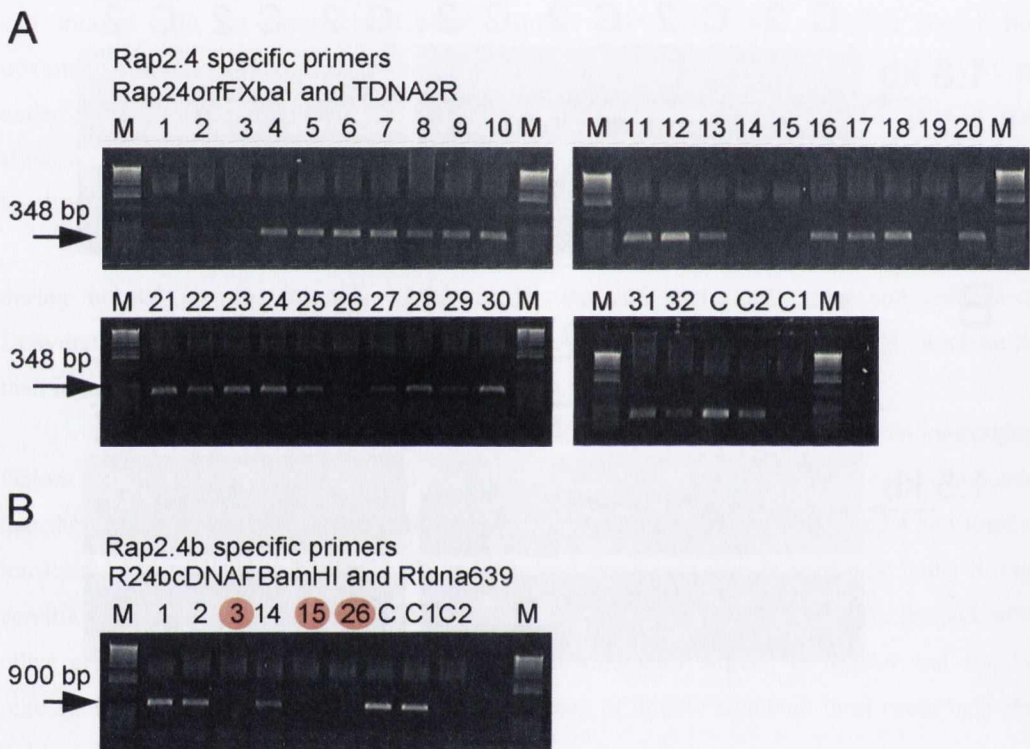 A
Rap2.4 specific primers
Rap24orfFXbaI and TDNA2R
M 1 2 3 4 5 6 7 8 9 10 M
M 11 12 13 14 15 16 17 18 19 20 M
348 bp
M 21 22 23 24 25 26 27 28 29 30 M
M 31 32 C C2 C1 M
348 bp
B
Rap2.4b specific primers
R24bcDNAFBamHI and Rtdna639
M 1 2 3 14 15 26 C C1 C2 M
900 bp